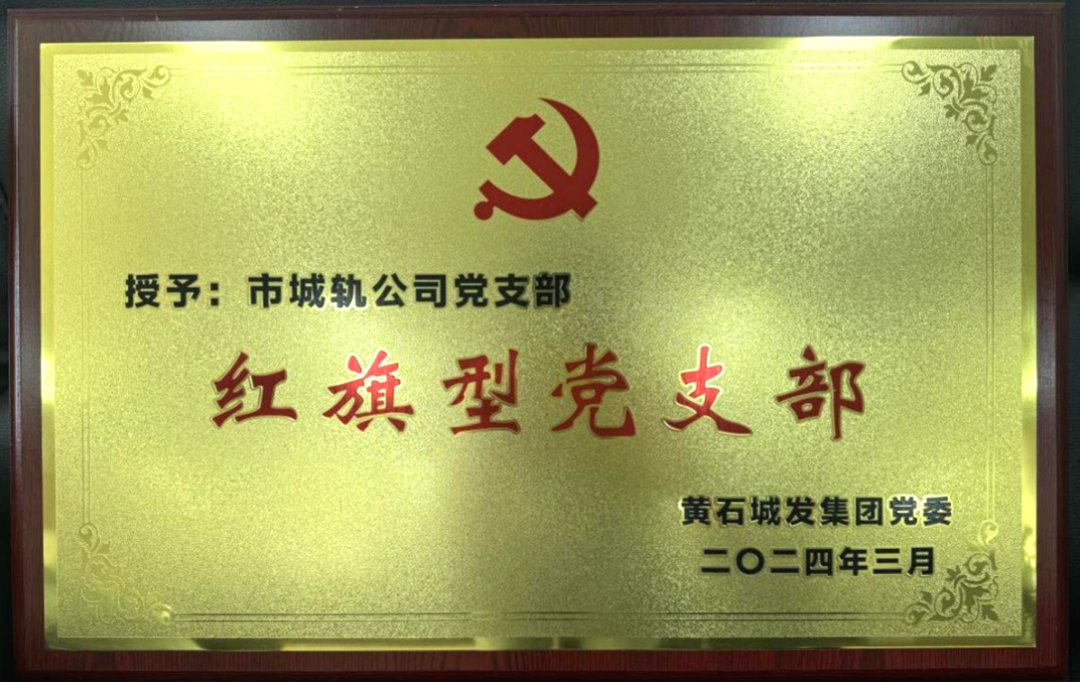 授予：市城轨公司党支部
红旗型党支部
黄石城发集团党委
二〇二四年三月